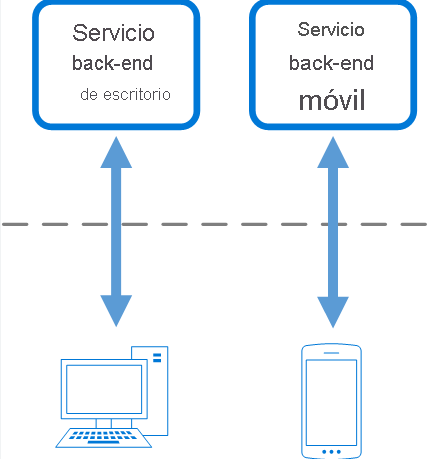 Servicio
back-end
de escritorio
Servicio
back-end
móvil